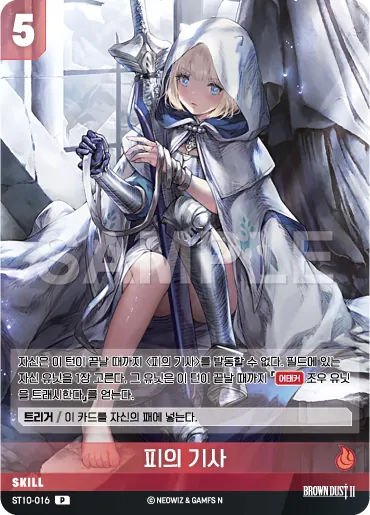 5
SAMPLE
자신은 이 턴이 끝날 때까지 <피의 기사>를 발동할 수 없다. 필드에 있는
자신 유닛을 1장 고른다. 그 유닛은 이 턴이 끝날 때까지 『어태커 조우 유닛
을 트래시한다』를 얻는다.
트리거 / 이 카드를 자신의 패에 넣는다.
피의 기사
SKILL
ST10-016 P
© NEOWIZ & GAMFS N
BROWN DUST II